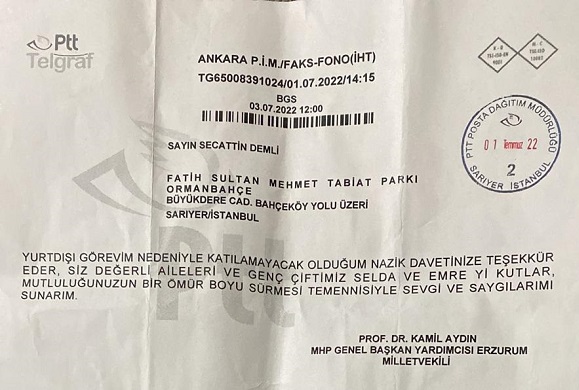 Ptt
Telgraf
ANKARA P.İ.M./FAKS-FONO(İHT)
TG65008391024/01.07.2022/14:15
BGS
03.07.2022 12:00
SAYIN SECATTİN DEMLİ
FATİH SULTAN MEHMET TABİAT PARKI
ORMANBAHÇE
BÜYÜKDERE CAD. BAHÇEKÖY YOLU ÜZERİ
SARIYER/İSTANBUL
PTT POSTA DAĞITIM MÜDÜRLÜĞÜ
01 Temmuz 22
2
SARIYER İSTANBUL
YURTDIŞI GÖREVİM NEDENİYLE KATILAMAYACAK OLDUĞUM NAZİK DAVETİNİZE TEŞEKKÜR
EDER, SİZ DEĞERLİ AİLELERİ VE GENÇ ÇİFTİMİZ SELDA VE EMRE Yİ KUTLAR,
MUTLULUĞUNUZUN BİR ÖMÜR BOYU SÜRMESİ TEMENNİSİYLE SEVGİ VE SAYGILARIMI
SUNARIM.
Ptt
PROF. DR. KAMİL AYDIN
MHP GENEL BAŞKAN YARDIMCISI ERZURUM
MİLLETVEKİLİ